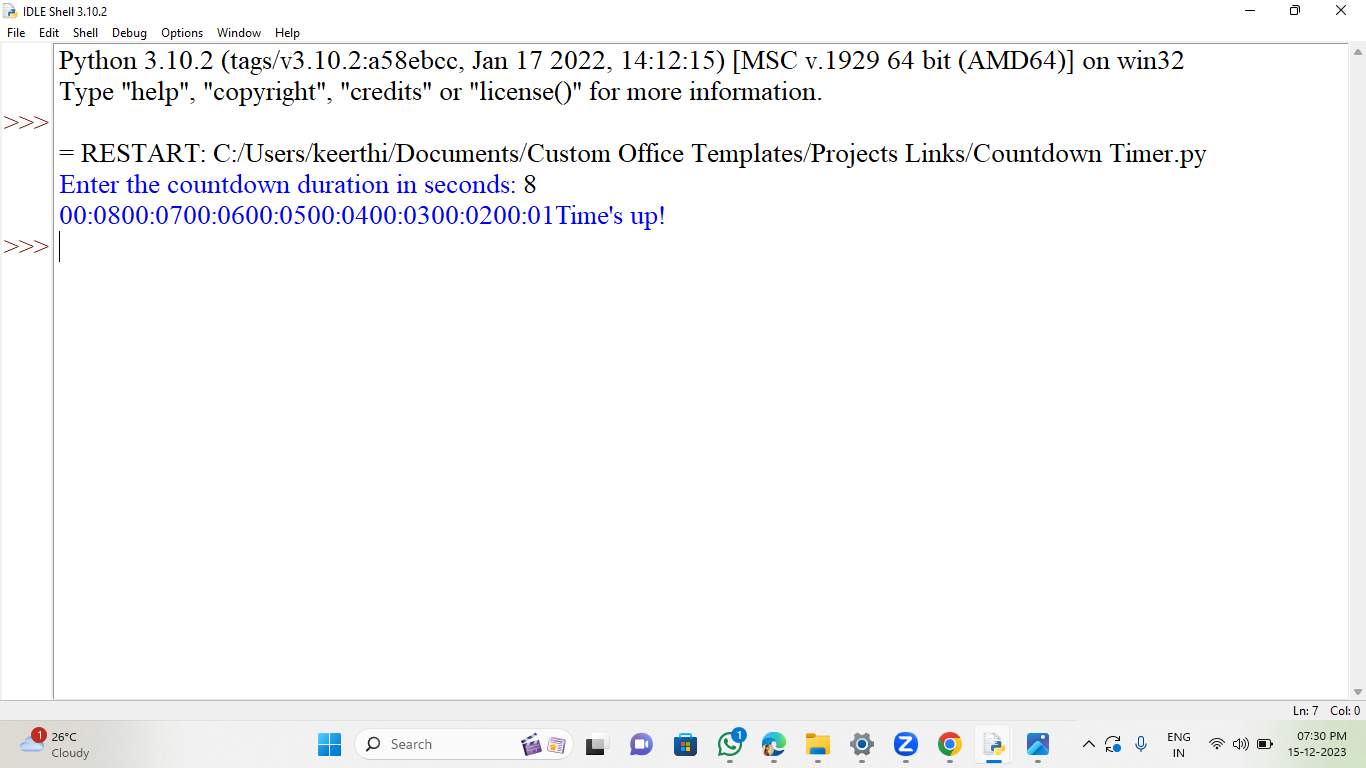 IDLE Shell 3.10.2
File Edit Shell Debug Options Window Help
Python 3.10.2 (tags/v3.10.2:a58ebcc, Jan 17 2022, 14:12:15) [MSC v.1929 64 bit (AMD64)] on win32
Type "help", "copyright", "credits" or "license()" for more information.
>>>
= RESTART: C:/Users/keerthi/Documents/Custom Office Templates/Projects Links/Countdown Timer.py
Enter the countdown duration in seconds: 8
00:0800:0700:0600:0500:0400:0300:0200:01Time's up!
>>>
Ln: 7 Col: 0
1 26°C
Cloudy
Search
1
Z
ENG
IN
07:30 PM
15-12-2023